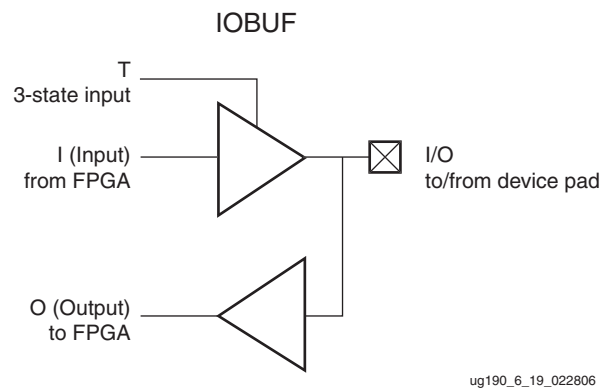 IOBUF
T
3-state input
I (Input)
from FPGA
I/O
to/from device pad
O (Output)
to FPGA
ug190_6_19_022806